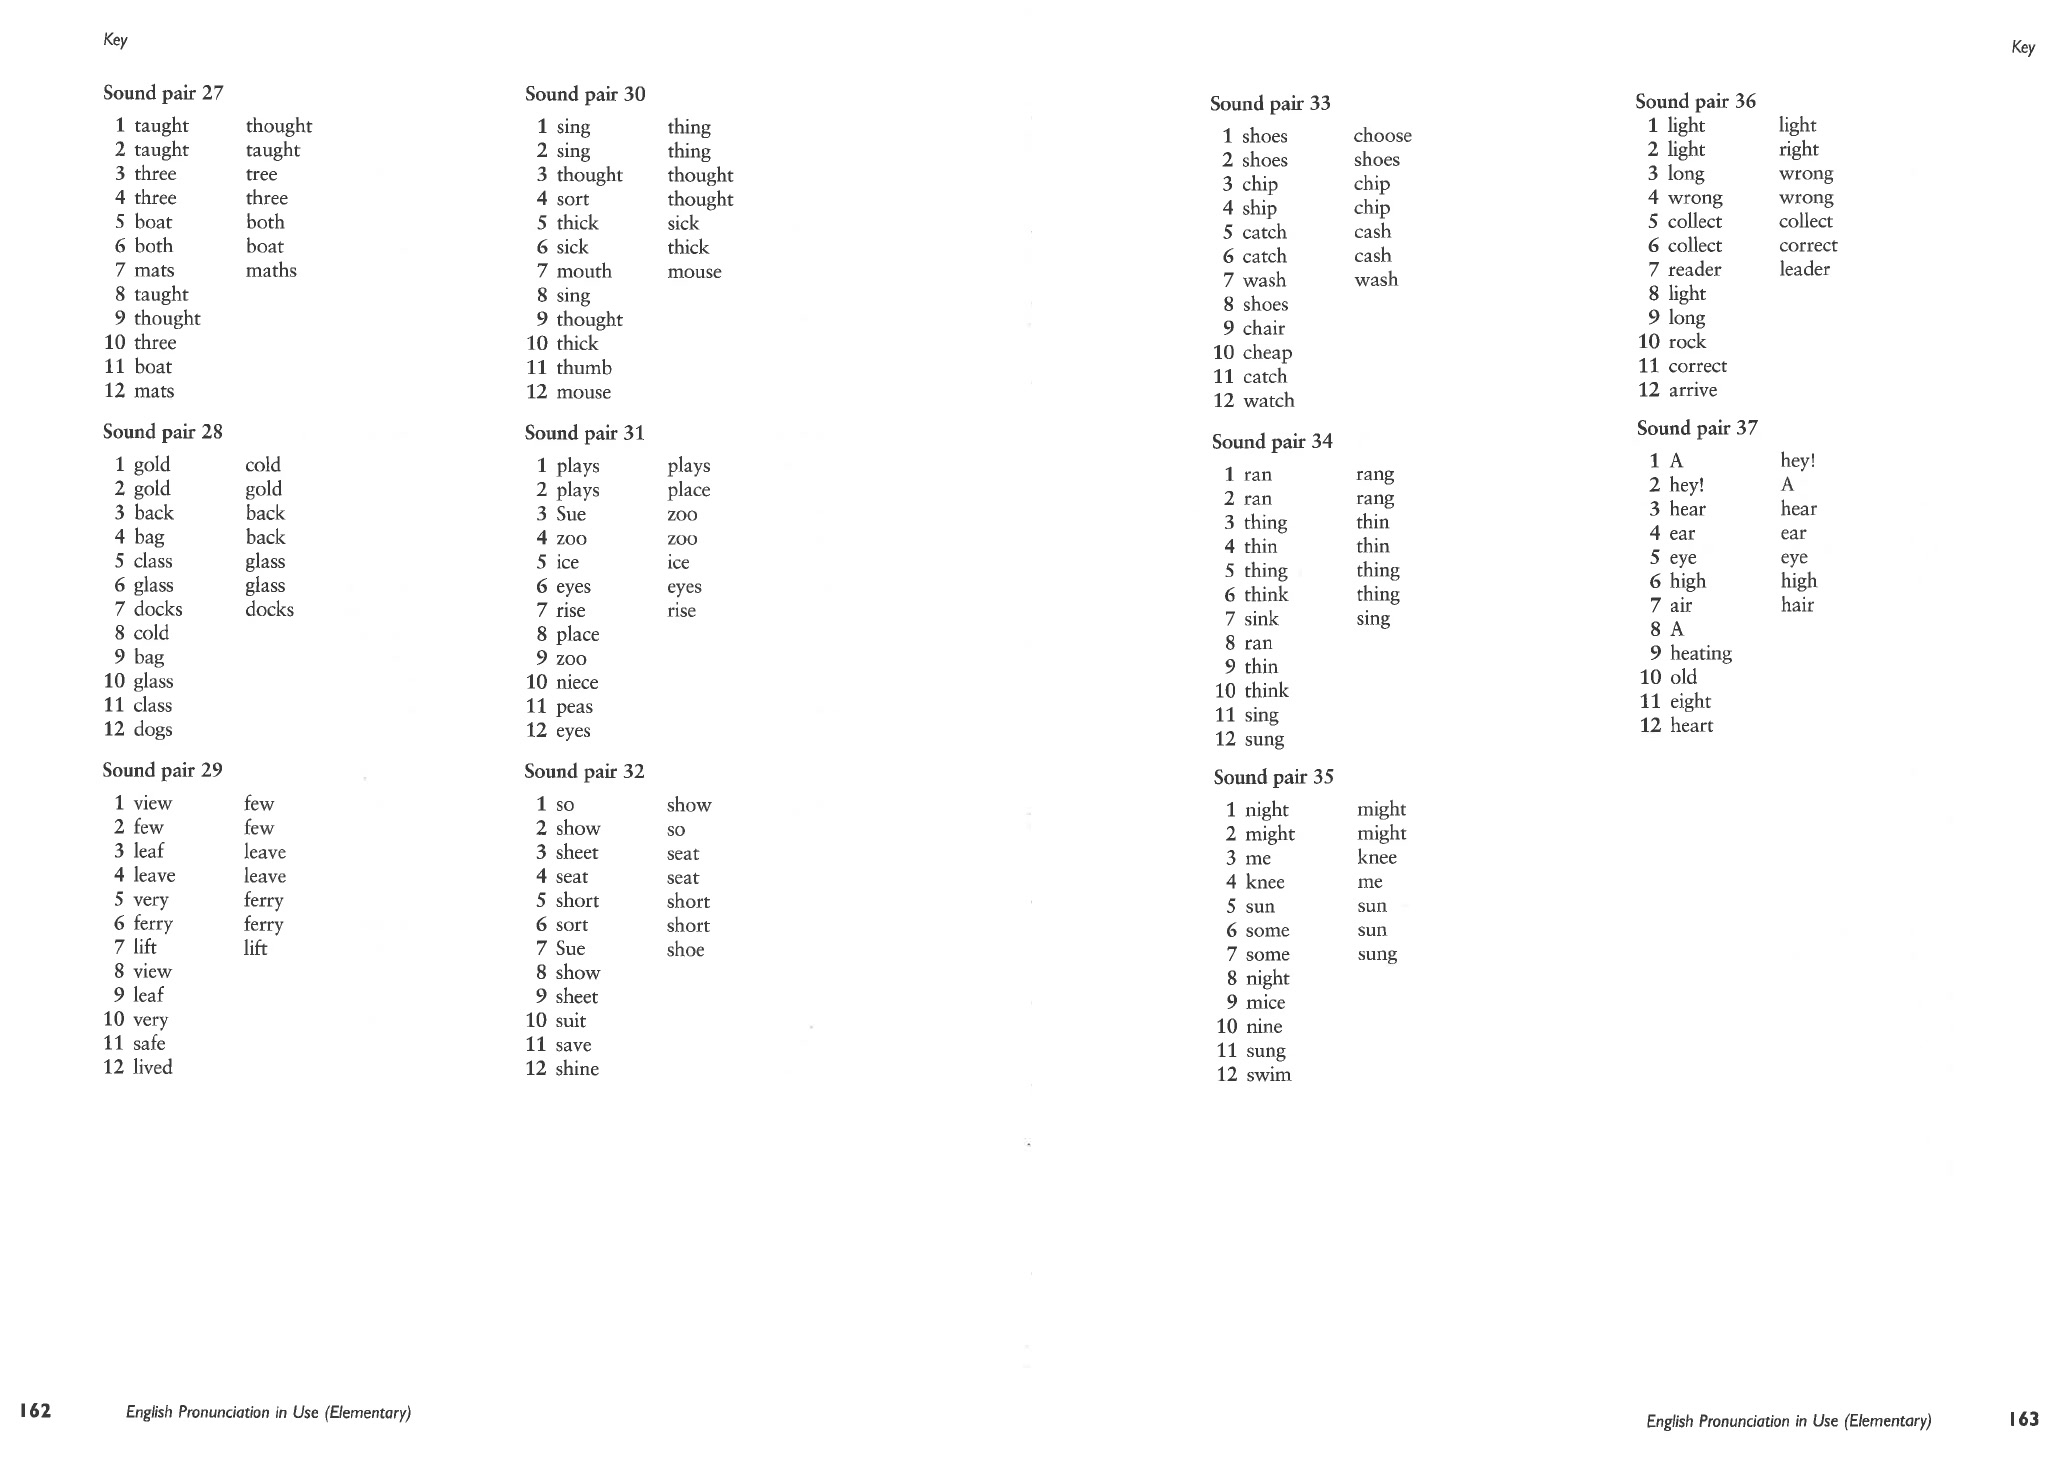 Key
Sound pair 27
1 taught thought
2 taught taught
3 three tree
4 three three
5 boat both
6 both boat
7 mats maths
8 taught
9 thought
10 three
11 boat
12 mats
Sound pair 28
1 gold cold
2 gold gold
3 back back
4 bag back
5 class glass
6 glass glass
7 docks docks
8 cold
9 bag
10 glass
11 class
12 dogs
Sound pair 29
1 view few
2 few few
3 leaf leave
4 leave leave
5 very ferry
6 ferry ferry
7 lift lift
8 view
9 leaf
10 very
11 safe
12 lived
Sound pair 30
1 sing thing
2 sing thing
3 thought thought
4 sort thought
5 thick sick
6 sick thick
7 mouth mouse
8 sing
9 thought
10 thick
11 thumb
12 mouse
Sound pair 31
1 plays plays
2 plays place
3 Sue zoo
4 zoo zoo
5 ice ice
6 eyes eyes
7 rise rise
8 place
9 zoo
10 niece
11 peas
12 eyes
Sound pair 32
1 so show
2 show so
3 sheet seat
4 seat seat
5 short short
6 sort short
7 Sue shoe
8 show
9 sheet
10 suit
11 save
12 shine
162 English Pronunciation in Use (Elementary)
Key
Sound pair 33
1 shoes choose
2 shoes shoes
3 chip chip
4 ship chip
5 catch cash
6 catch cash
7 wash wash
8 shoes
9 chair
10 cheap
11 catch
12 watch
Sound pair 34
1 ran rang
2 ran rang
3 thing thin
4 thin thin
5 thing thing
6 think thing
7 sink sing
8 ran
9 thin
10 think
11 sing
12 sung
Sound pair 35
1 night might
2 might might
3 me knee
4 knee me
5 sun sun
6 some sun
7 some sung
8 night
9 mice
10 nine
11 sung
12 swim
Sound pair 36
1 light light
2 light right
3 long wrong
4 wrong wrong
5 collect collect
6 collect correct
7 reader leader
8 light
9 long
10 rock
11 correct
12 arrive
Sound pair 37
1 A hey!
2 hey! A
3 hear hear
4 ear ear
5 eye eye
6 high high
7 air hair
8 A
9 heating
10 old
11 eight
12 heart
English Pronunciation in Use (Elementary) 163